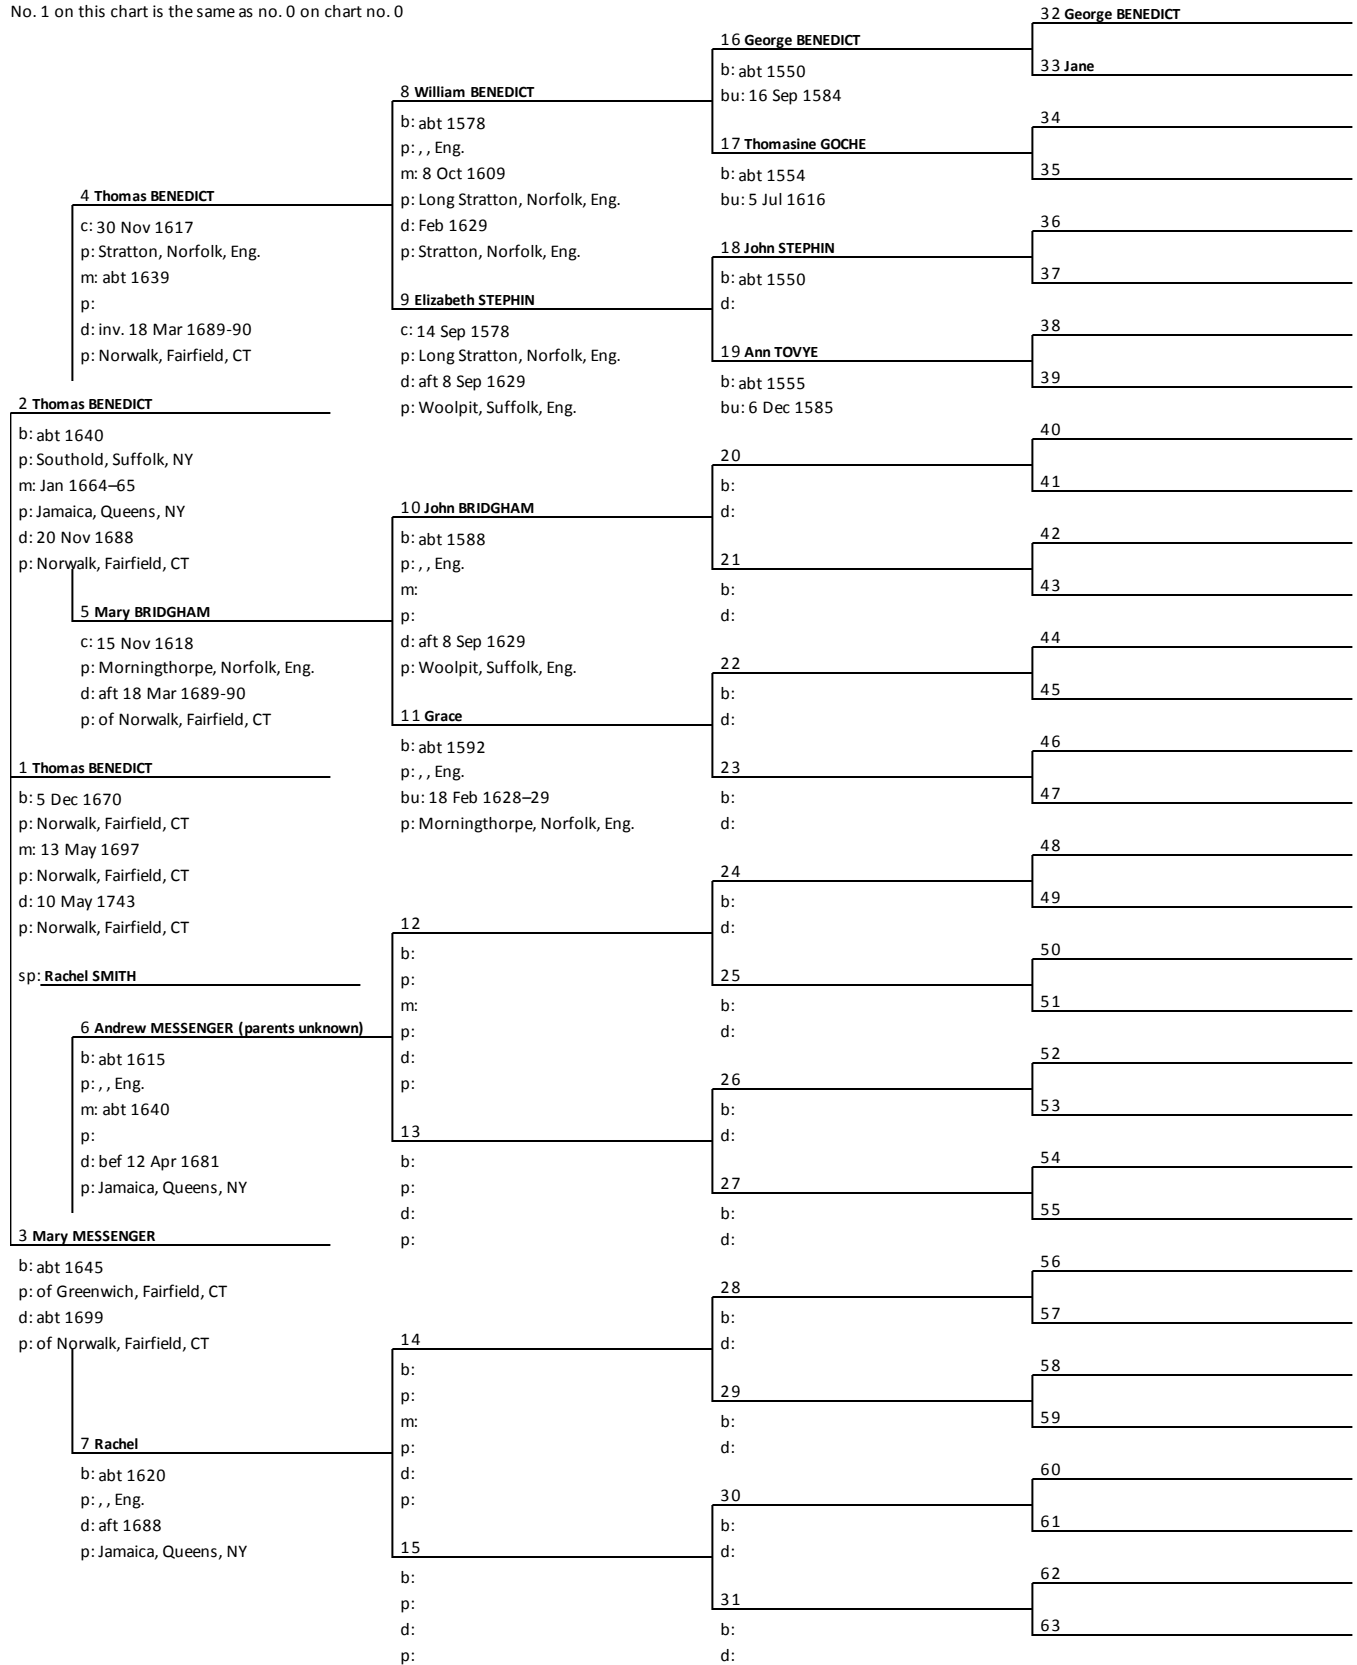 No. 1 on this chart is the same as no. 0 on chart no. 0
2 Thomas BENEDICT
b: abt 1640
p: Southold, Suffolk, NY
m: Jan 1664–65
p: Jamaica, Queens, NY
d: 20 Nov 1688
p: Norwalk, Fairfield, CT
1 Thomas BENEDICT
b: 5 Dec 1670
p: Norwalk, Fairfield, CT
m: 13 May 1697
p: Norwalk, Fairfield, CT
d: 10 May 1743
p: Norwalk, Fairfield, CT
sp: Rachel SMITH
3 Mary MESSENGER
b: abt 1645
p: of Greenwich, Fairfield, CT
d: abt 1699
p: of Norwalk, Fairfield, CT
4 Thomas BENEDICT
c: 30 Nov 1617
p: Stratton, Norfolk, Eng.
m: abt 1639
p:
d: inv. 18 Mar 1689-90
p: Norwalk, Fairfield, CT
5 Mary BRIDGHAM
c: 15 Nov 1618
p: Morningthorpe, Norfolk, Eng.
d: aft 18 Mar 1689-90
p: of Norwalk, Fairfield, CT
6 Andrew MESSENGER (parents unknown)
b: abt 1615
p: , , Eng.
m: abt 1640
p:
d: bef 12 Apr 1681
p: Jamaica, Queens, NY
7 Rachel
b: abt 1620
p: , , Eng.
d: aft 1688
p: Jamaica, Queens, NY
8 William BENEDICT
b: abt 1578
p: , , Eng.
m: 8 Oct 1609
p: Long Stratton, Norfolk, Eng.
d: Feb 1629
p: Stratton, Norfolk, Eng.
9 Elizabeth STEPHIN
c: 14 Sep 1578
p: Long Stratton, Norfolk, Eng.
d: aft 8 Sep 1629
p: Woolpit, Suffolk, Eng.
10 John BRIDGHAM
b: abt 1588
p: , , Eng.
m:
p:
d: aft 8 Sep 1629
p: Woolpit, Suffolk, Eng.
11 Grace
b: abt 1592
p: , , Eng.
bu: 18 Feb 1628–29
p: Morningthorpe, Norfolk, Eng.
12
b:
p:
m:
p:
d:
p:
13
b:
p:
d:
p:
14
b:
p:
m:
p:
d:
p:
15
b:
p:
d:
p:
16 George BENEDICT
b: abt 1550
bu: 16 Sep 1584
17 Thomasine GOCHE
b: abt 1554
bu: 5 Jul 1616
18 John STEPHIN
b: abt 1550
d:
19 Ann TOVYE
b: abt 1555
bu: 6 Dec 1585
20
b:
d:
21
b:
d:
22
b:
d:
23
b:
d:
24
b:
d:
25
b:
d:
26
b:
d:
27
b:
d:
28
b:
d:
29
b:
d:
30
b:
d:
31
b:
d:
32 George BENEDICT
33 Jane
34
35
36
37
38
39
40
41
42
43
44
45
46
47
48
49
50
51
52
53
54
55
56
57
58
59
60
61
62
63